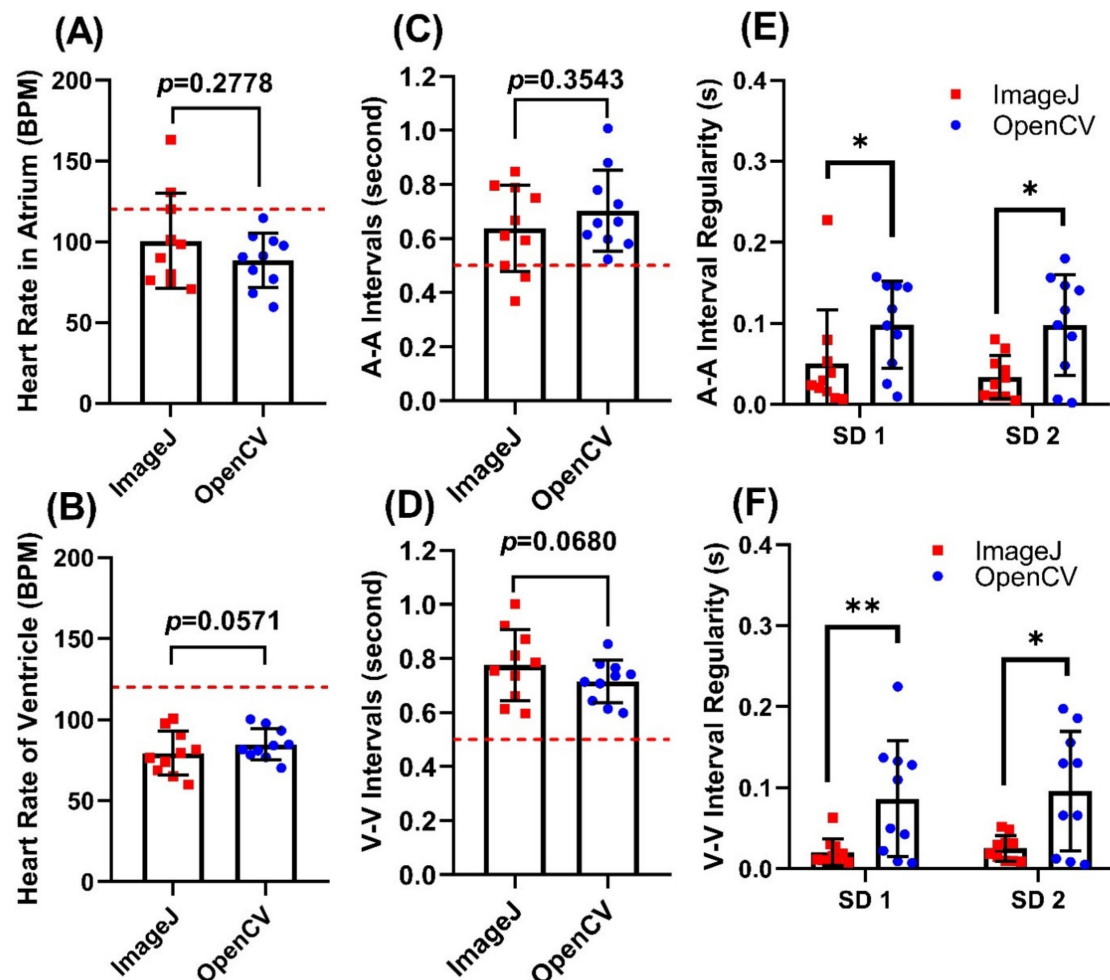 (A)
Heart Rate in Atrium (BPM)
200
150
100
50
0
p=0.2778
ImageJ
OpenCV
(C)
A-A Intervals (second)
1.2
1.0
0.8
0.6
0.4
0.2
0.0
p=0.3543
ImageJ
OpenCV
(E)
A-A Interval Regularity (s)
0.4
0.3
0.2
0.1
0.0
ImageJ
OpenCV
*
*
SD 1
SD 2
(B)
Heart Rate of Ventricle (BPM)
200
150
100
50
0
p=0.0571
ImageJ
OpenCV
(D)
V-V Intervals (second)
1.2
1.0
0.8
0.6
0.4
0.2
0.0
p=0.0680
ImageJ
OpenCV
(F)
V-V Interval Regularity (s)
0.4
0.3
0.2
0.1
0.0
ImageJ
OpenCV
**
*
SD 1
SD 2